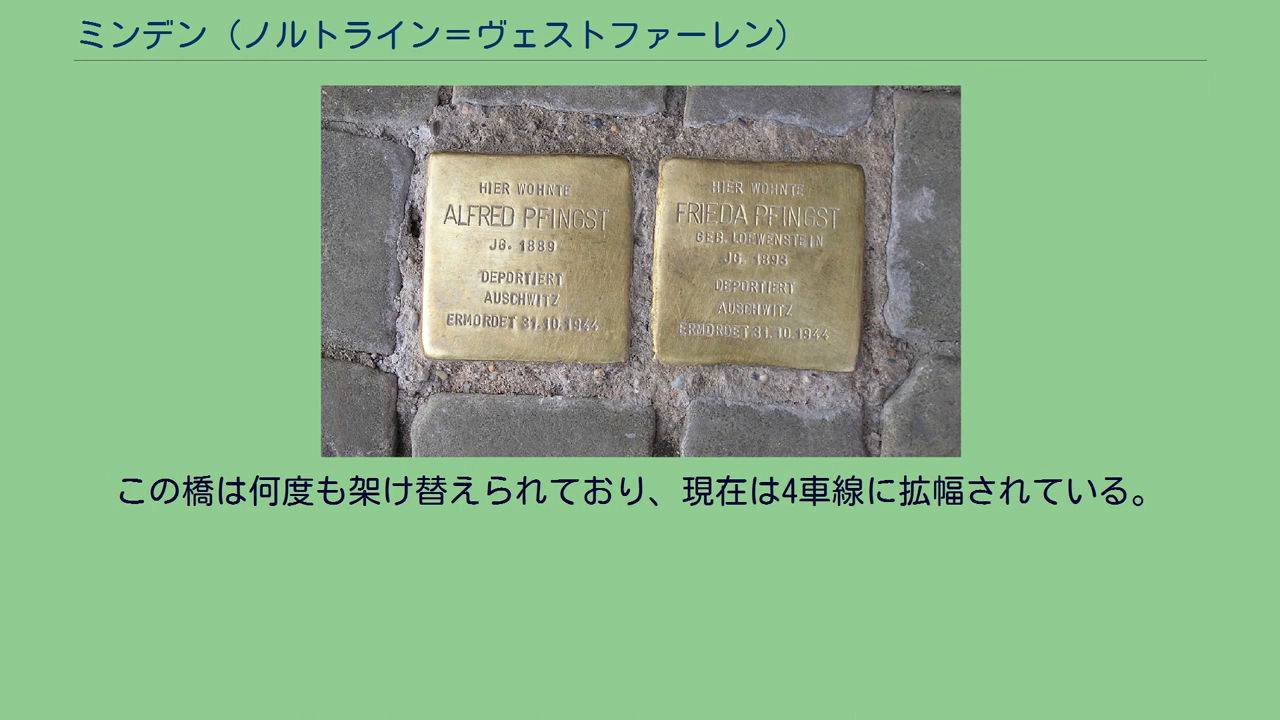 ミンデン（ノルトライン＝ヴェストファーレン）
HIER WOHNTE
ALFRED PFINGST
JG. 1889
DEPORTIERT
AUSCHWITZ
ERMORDET 31.10.1944
HIER WOHNTE
FRIEDA PFINGST
GEB. LOEWENSTEIN
JG. 1893
DEPORTIERT
AUSCHWITZ
ERMORDET 31.10.1944
この橋は何度も架け替えられており、現在は4車線に拡幅されている。